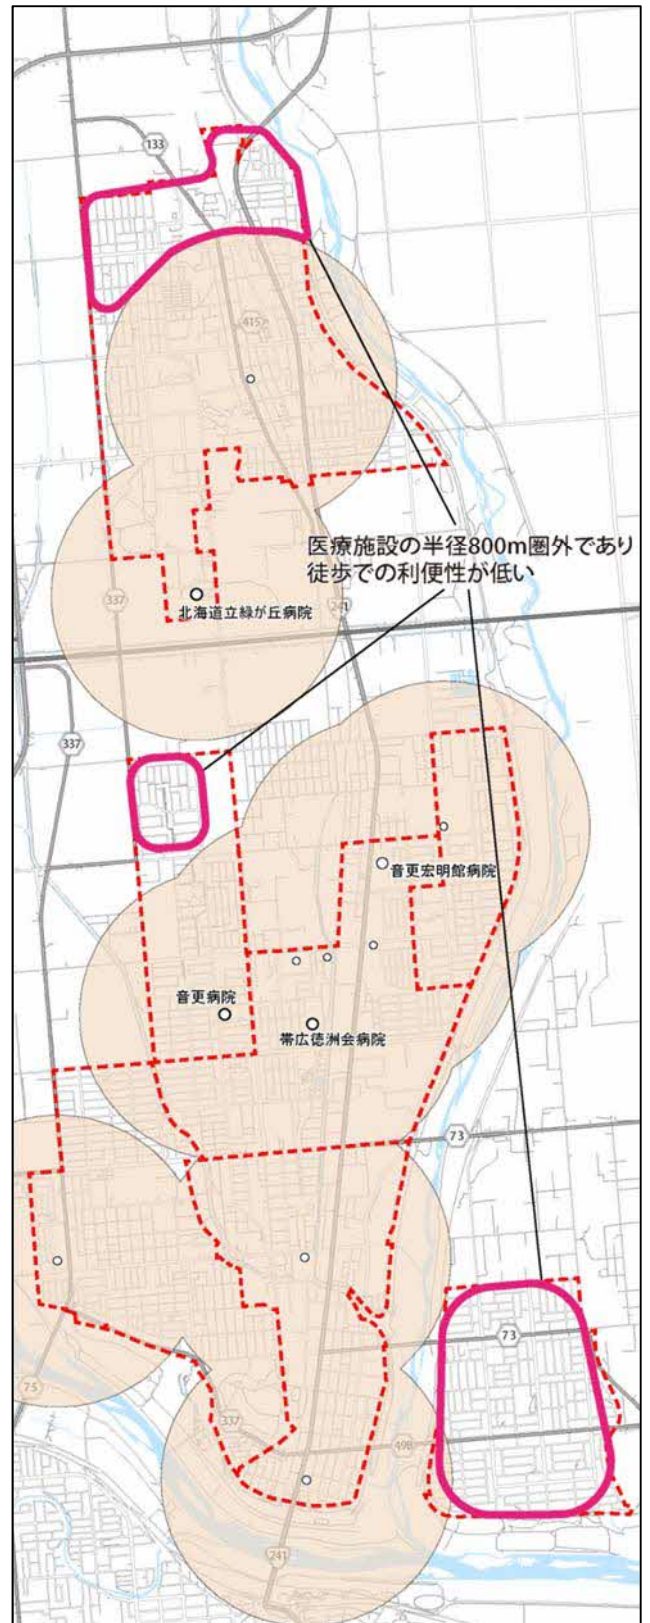 133
415
医療施設の半径800m圏外であり
徒歩での利便性が低い
337
北海道立緑が丘病院
241
337
音更宏明館病院
音更病院
帯広徳洲会病院
73
73
75
337
498
241